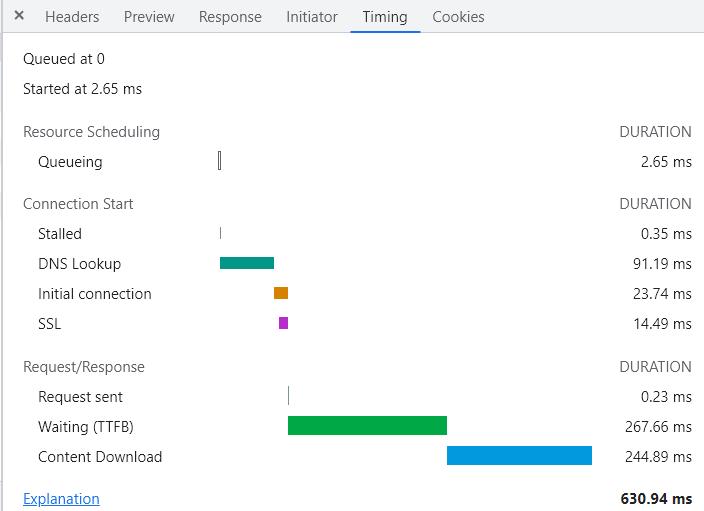 × Headers Preview Response Initiator Timing Cookies
Queued at 0
Started at 2.65 ms
Resource Scheduling DURATION
Queueing 2.65 ms
Connection Start DURATION
Stalled 0.35 ms
DNS Lookup 91.19 ms
Initial connection 23.74 ms
SSL 14.49 ms
Request/Response DURATION
Request sent 0.23 ms
Waiting (TTFB) 267.66 ms
Content Download 244.89 ms
Explanation 630.94 ms